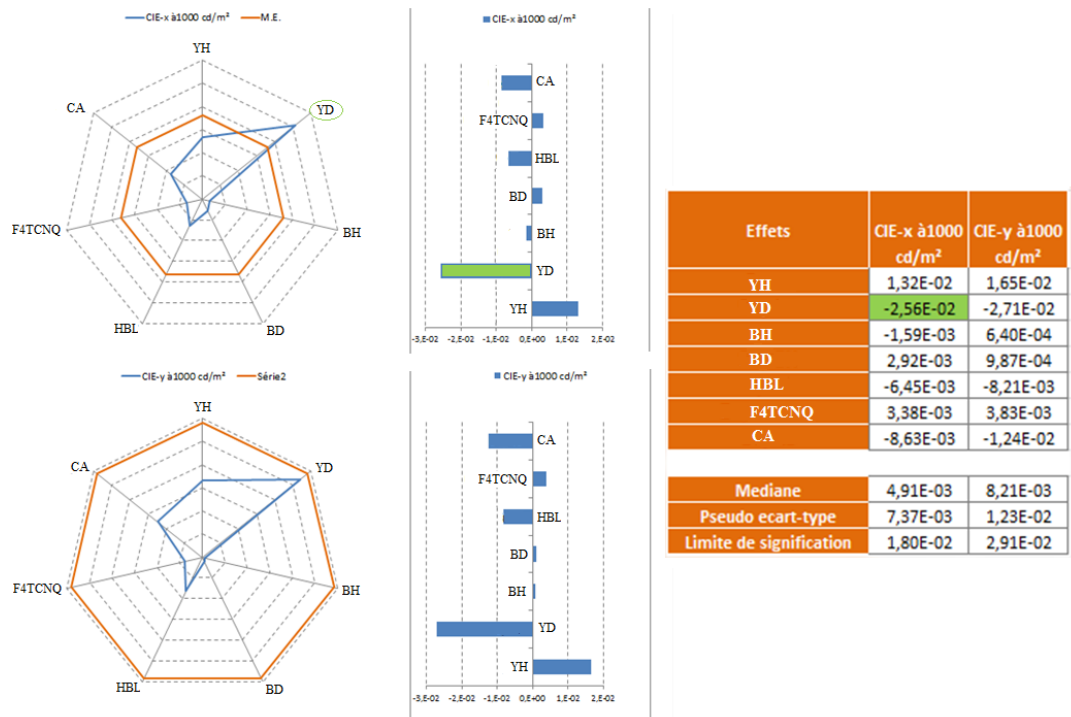 CIE-x à1000 cd/m² M.E.
YH
YD
BH
BD
HBL
F4TCNQ
CA
CIE-x à1000 cd/m²
CA
F4TCNQ
HBL
BD
BH
YD
YH
-3,E-02 -2,E-02 -1,E-02 0,E+00 1,E-02 2,E-02
CIE-y à1000 cd/m² Série2
YH
YD
BH
BD
HBL
F4TCNQ
CA
CIE-y à1000 cd/m²
CA
F4TCNQ
HBL
BD
BH
YD
YH
-3,E-02 -2,E-02 -1,E-02 0,E+00 1,E-02 2,E-02
Effets CIE-x à1000 cd/m² CIE-y à1000 cd/m²
YH 1,32E-02 1,65E-02
YD -2,56E-02 -2,71E-02
BH -1,59E-03 6,40E-04
BD 2,92E-03 9,87E-04
HBL -6,45E-03 -8,21E-03
F4TCNQ 3,38E-03 3,83E-03
CA -8,63E-03 -1,24E-02
Mediane 4,91E-03 8,21E-03
Pseudo ecart-type 7,37E-03 1,23E-02
Limite de signification 1,80E-02 2,91E-02